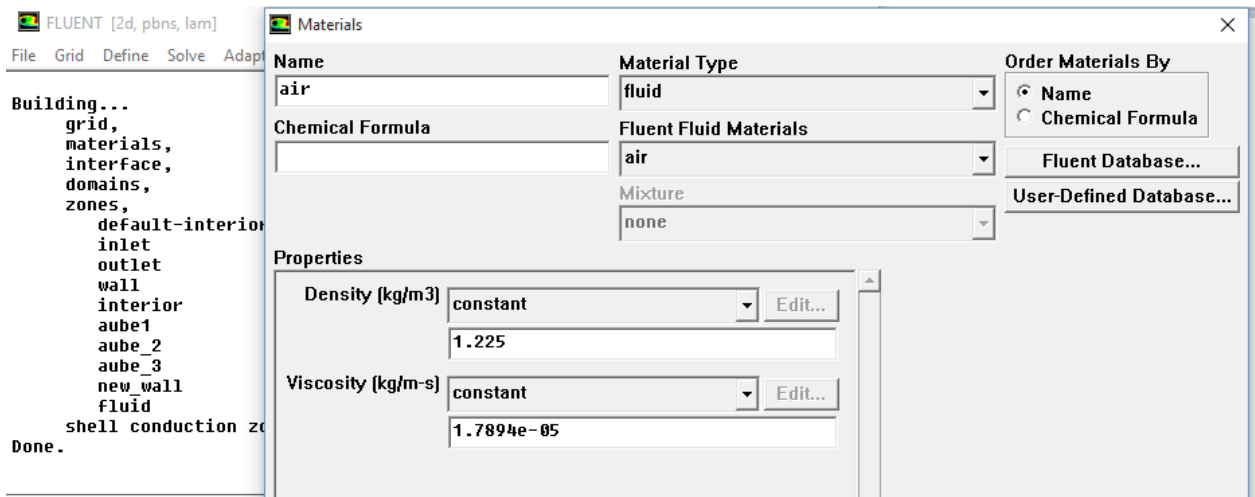 FLUENT [2d, pbns, lam]
File Grid Define Solve Adapt
Building...
grid,
materials,
interface,
domains,
zones,
default-interior
inlet
outlet
wall
interior
aube1
aube_2
aube_3
new_wall
fluid
shell conduction
Done.
Materials
Name
air
Chemical Formula
Material Type
fluid
Fluent Fluid Materials
air
Mixture
none
Order Materials By
Name
Chemical Formula
Fluent Database...
User-Defined Database...
Properties
Density (kg/m3) constant Edit...
1.225
Viscosity (kg/m-s) constant Edit...
1.7894e-05